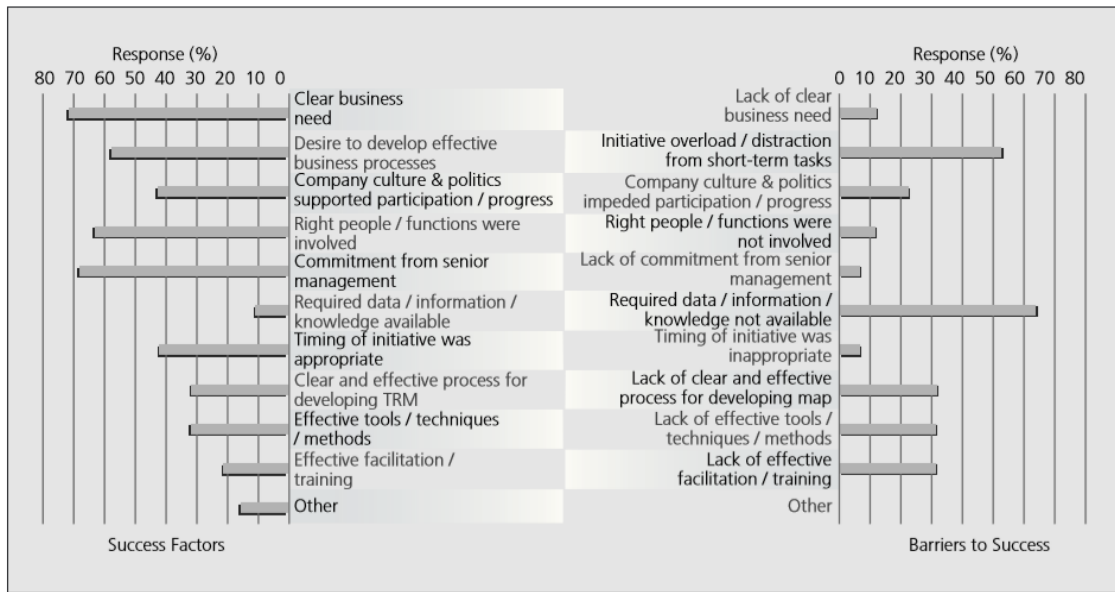 Response (%)
80 70 60 50 40 30 20 10 0
Clear business
need
Desire to develop effective
business processes
Company culture & politics
supported participation / progress
Right people / functions were
involved
Commitment from senior
management
Required data / information /
knowledge available
Timing of initiative was
appropriate
Clear and effective process for
developing TRM
Effective tools / techniques
/ methods
Effective facilitation /
training
Other
Success Factors
Response (%)
0 10 20 30 40 50 60 70 80
Lack of clear
business need
Initiative overload / distraction
from short-term tasks
Company culture & politics
impeded participation / progress
Right people / functions were
not involved
Lack of commitment from senior
management
Required data / information /
knowledge not available
Timing of initiative was
inappropriate
Lack of clear and effective
process for developing map
Lack of effective tools /
techniques / methods
Lack of effective
facilitation / training
Other
Barriers to Success